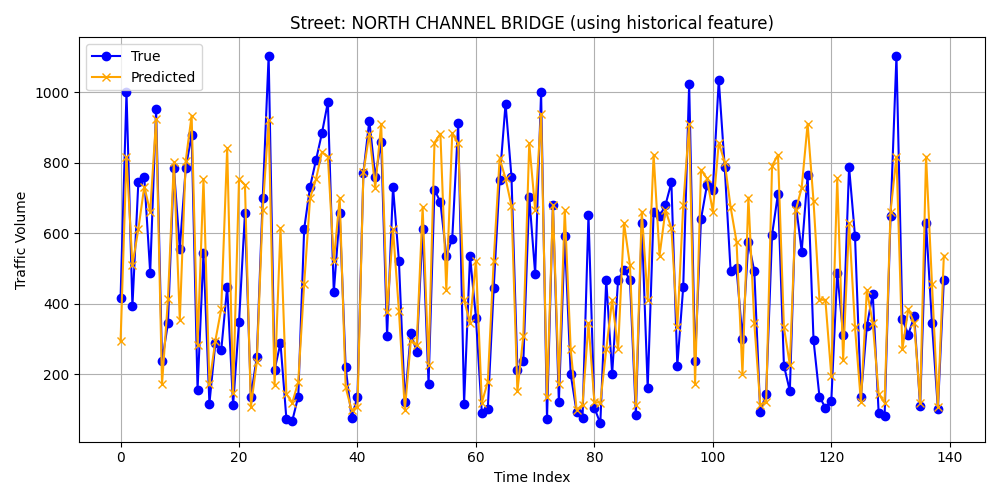 Street: NORTH CHANNEL BRIDGE (using historical feature)
True
Predicted
Traffic Volume
1000
800
600
400
200
0 20 40 60 80 100 120 140
Time Index